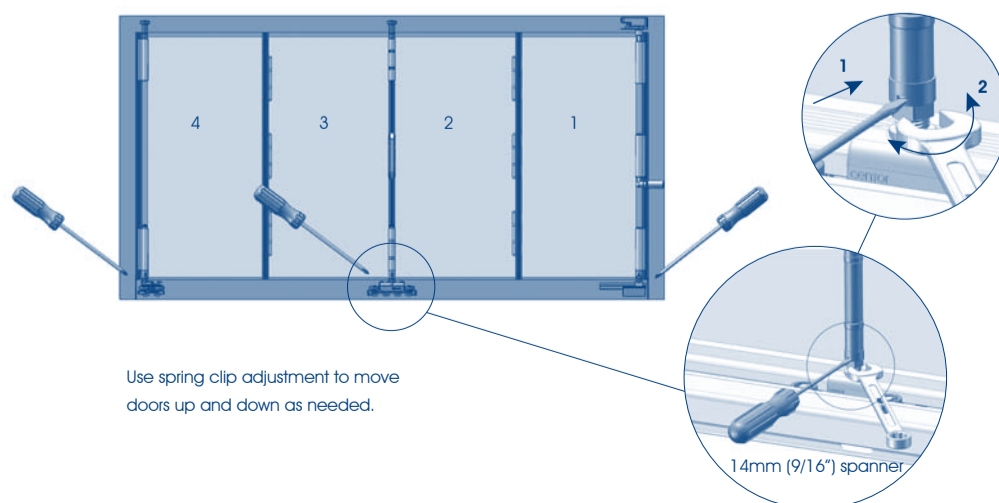 4
3
2
1
1
2
centor
Use spring clip adjustment to move
doors up and down as needed.
14mm (9/16”) spanner